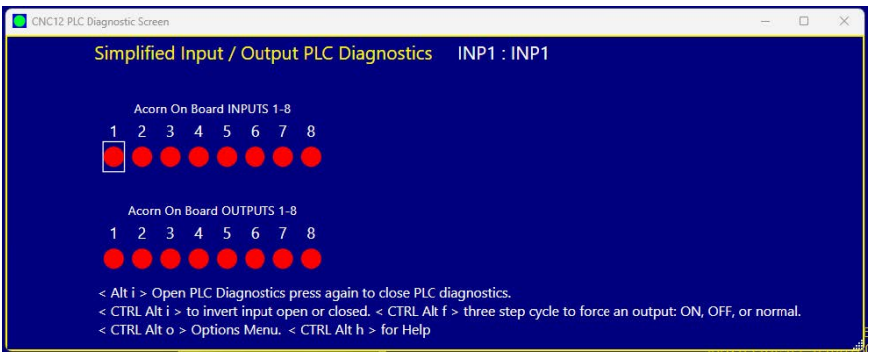 CNC12 PLC Diagnostic Screen
Simplified Input / Output PLC Diagnostics INP1 : INP1
Acorn On Board INPUTS 1-8
1 2 3 4 5 6 7 8
Acorn On Board OUTPUTS 1-8
1 2 3 4 5 6 7 8
< Alt i > Open PLC Diagnostics press again to close PLC diagnostics.
< CTRL Alt i > to invert input open or closed. < CTRL Alt f > three step cycle to force an output: ON, OFF, or normal.
< CTRL Alt o > Options Menu. < CTRL Alt h > for Help